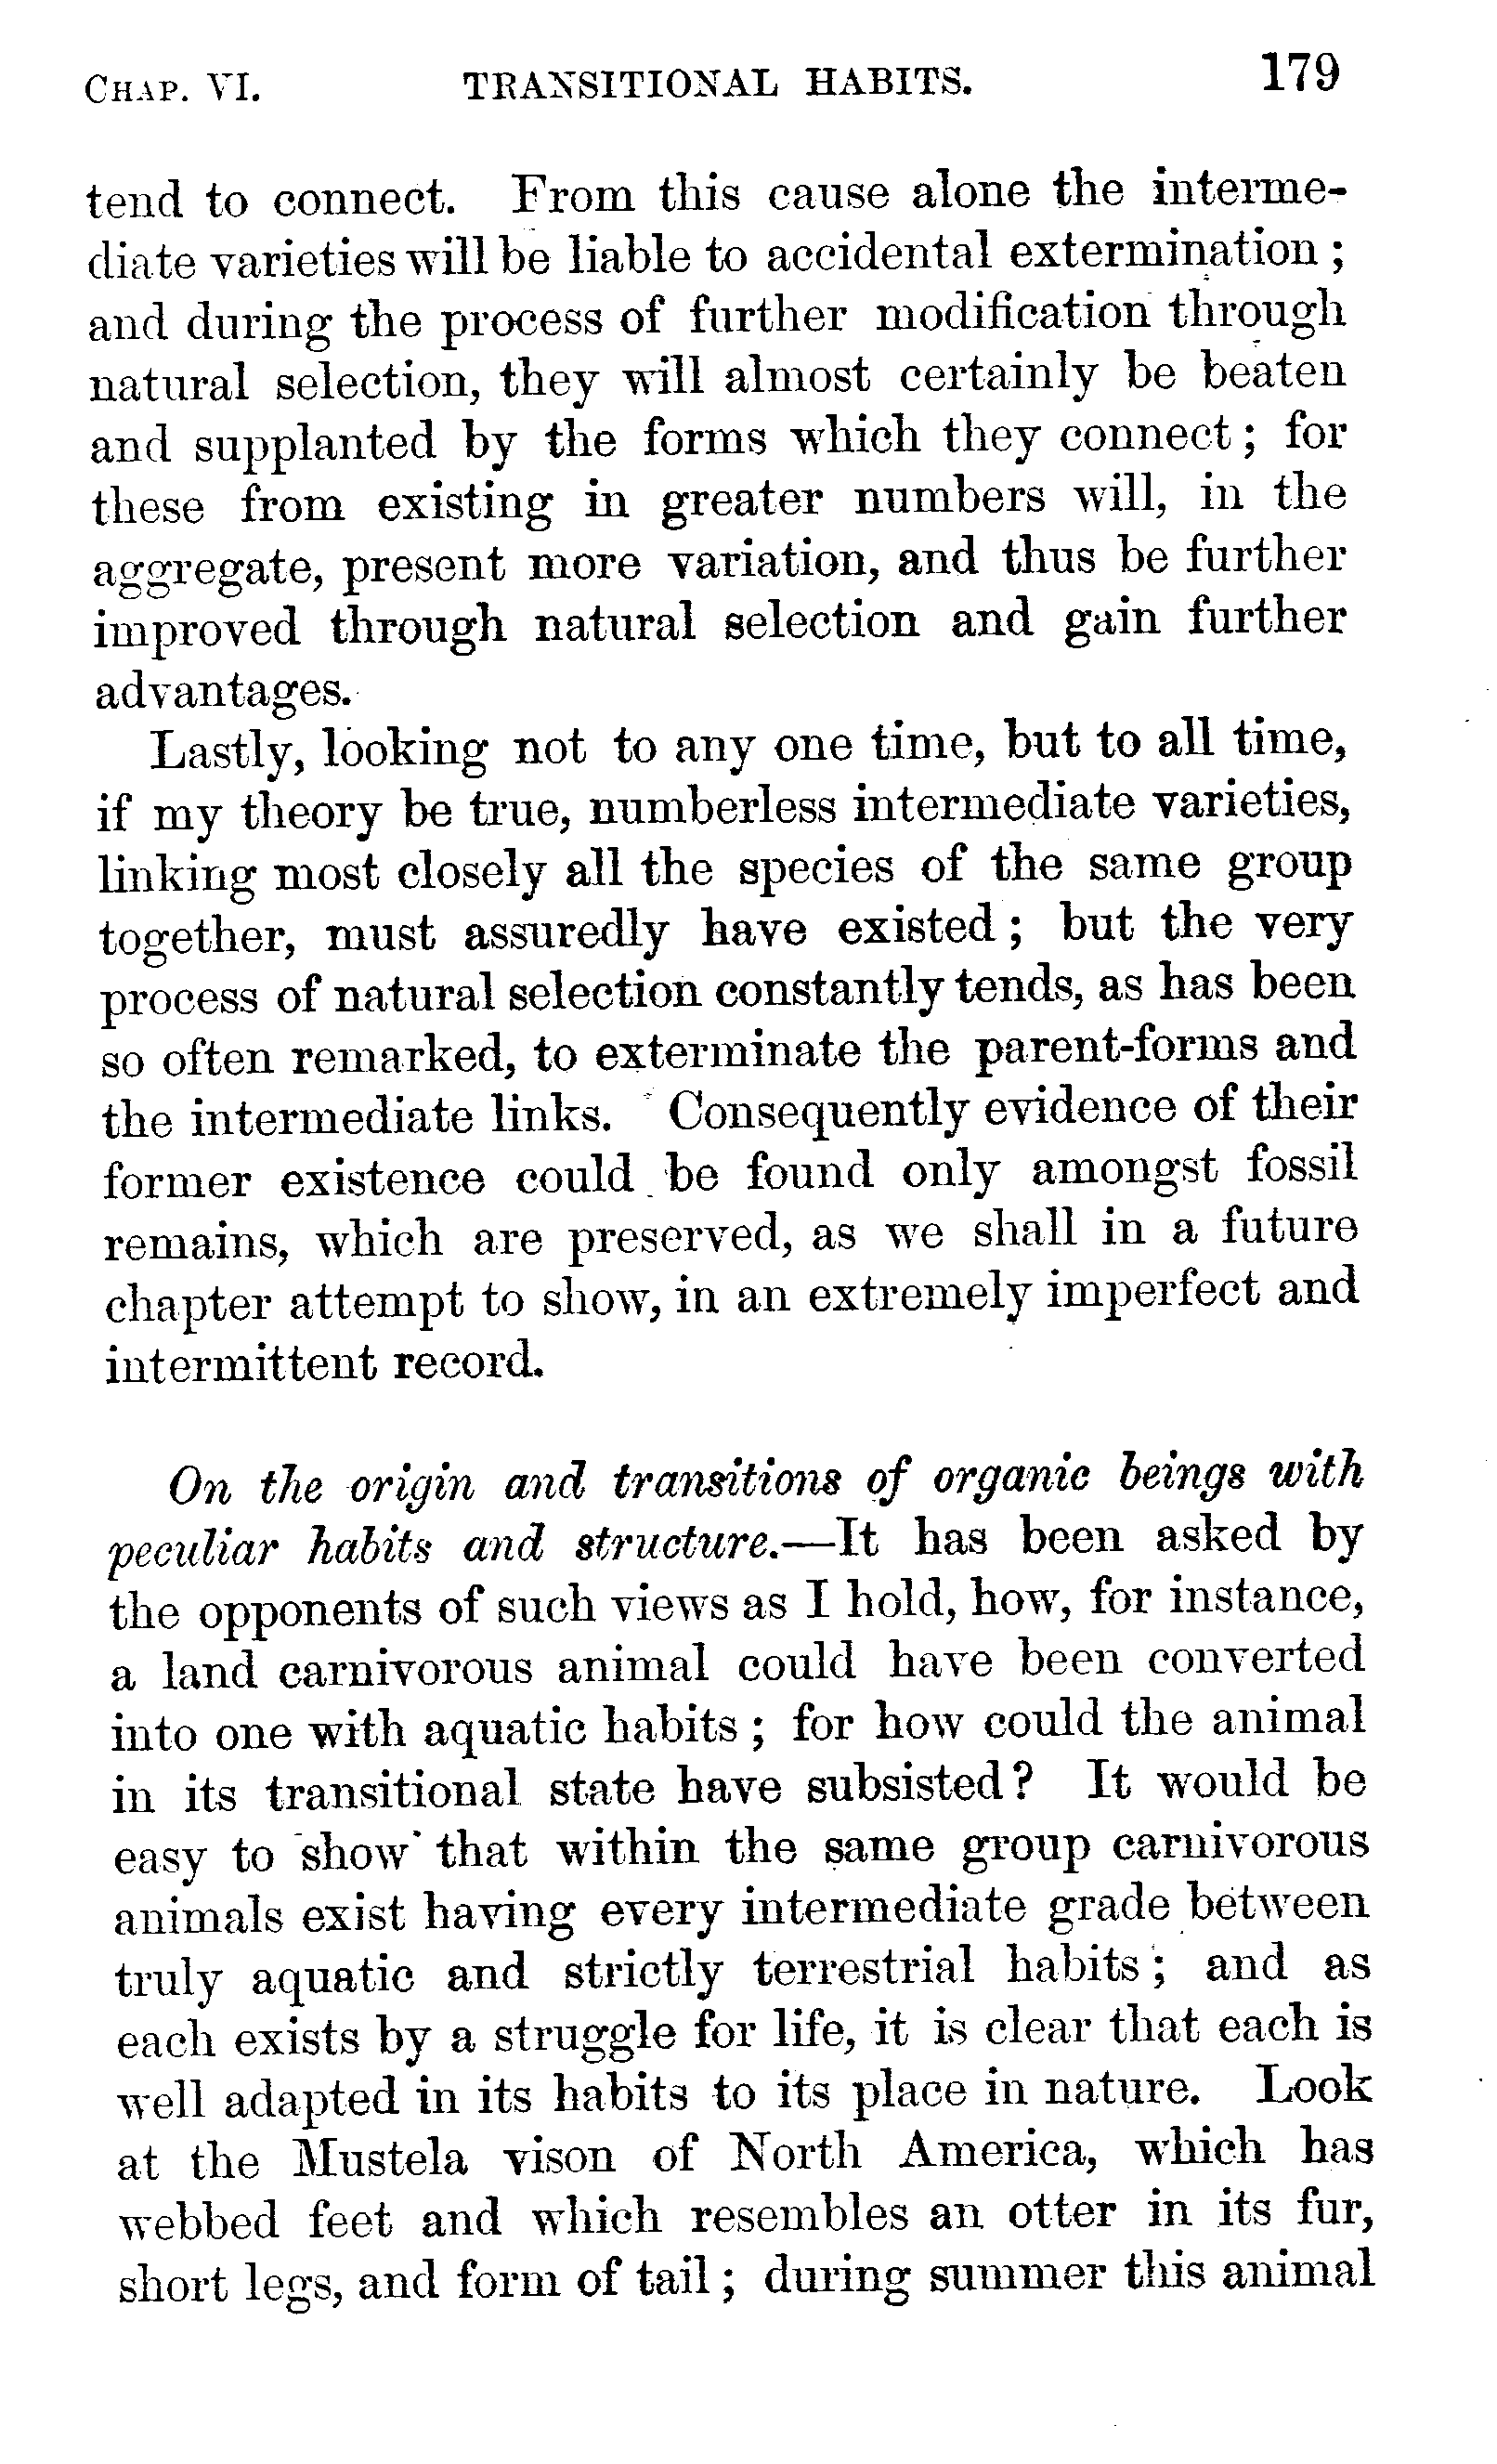 CHAP. VI. TRANSITIONAL HABITS. 179
tend to connect. From this cause alone the interme-
diate varieties will be liable to accidental extermination ;
and during the process of further modification through
natural selection, they will almost certainly be beaten
and supplanted by the forms which they connect ; for
these from existing in greater numbers will, in the
aggregate, present more variation, and thus be further
improved through natural selection and gain further
advantages.
Lastly, looking not to any one time, but to all time,
if my theory be true, numberless intermediate varieties,
linking most closely all the species of the same group
together, must assuredly have existed ; but the very
process of natural selection constantly tends, as has been
so often remarked, to exterminate the parent-forms and
the intermediate links. Consequently evidence of their
former existence could be found only amongst fossil
remains, which are preserved, as we shall in a future
chapter attempt to show, in an extremely imperfect and
intermittent record.
On the origin and transitions of organic beings with
peculiar habits and structure.—It has been asked by
the opponents of such views as I hold, how, for instance,
a land carnivorous animal could have been converted
into one with aquatic habits ; for how could the animal
in its transitional state have subsisted ? It would be
easy to show that within the same group carnivorous
animals exist having every intermediate grade between
truly aquatic and strictly terrestrial habits ; and as
each exists by a struggle for life, it is clear that each is
well adapted in its habits to its place in nature. Look
at the Mustela vison of North America, which has
webbed feet and which resembles an otter in its fur,
short legs, and form of tail ; during summer this animal